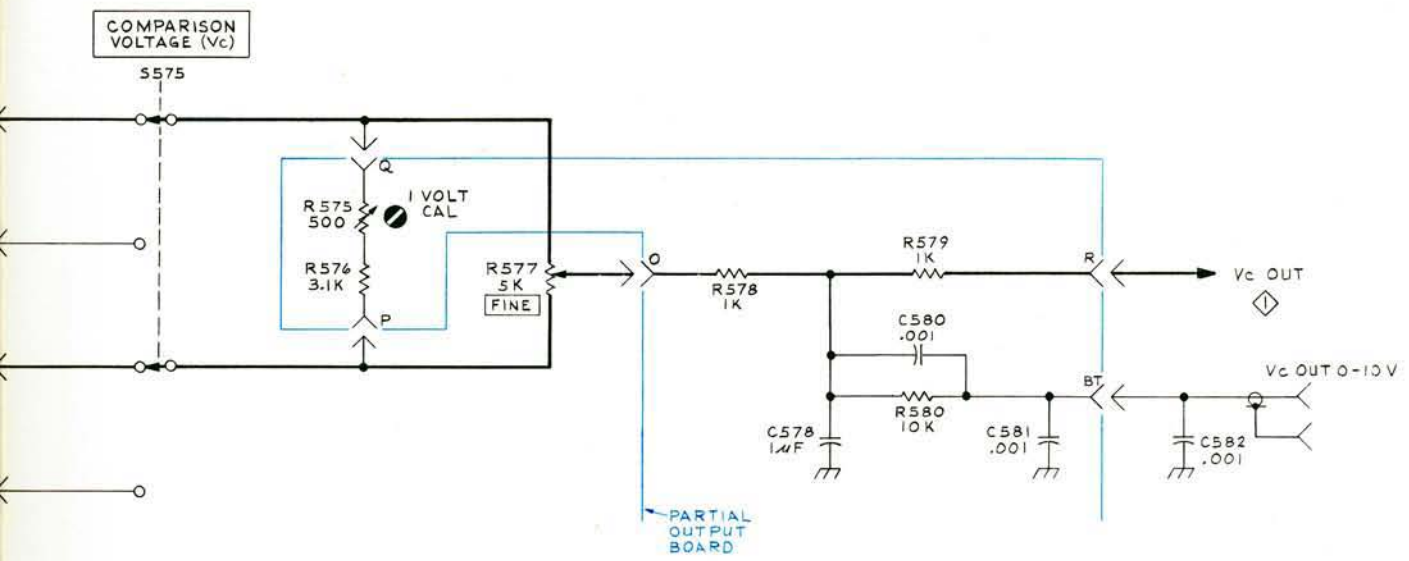 COMPARISON
VOLTAGE (Vc)
S575
Q
R575
500
1 VOLT
CAL
R576
3.1K
P
R577
5K
FINE
O
R578
1K
R579
1K
R
Vc OUT
1
C580
.001
R580
10K
C578
1µF
C581
.001
BT
C582
.001
Vc OUT 0-10 V
PARTIAL
OUTPUT
BOARD